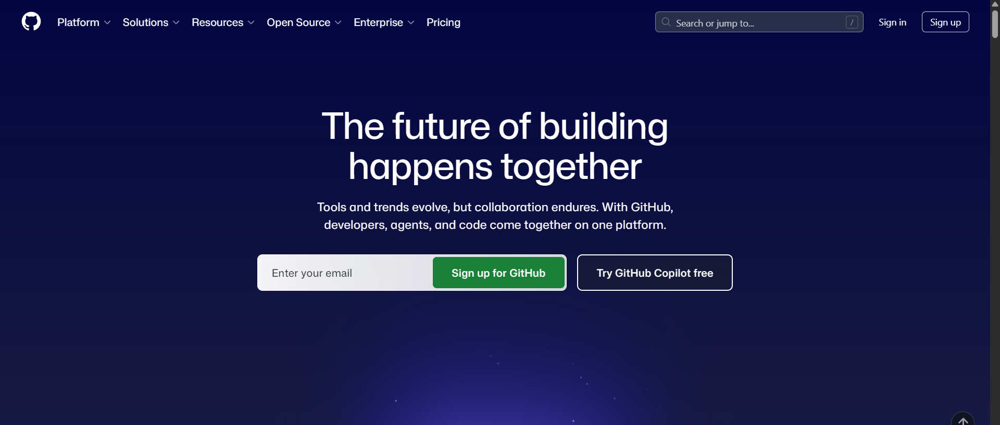 Platform Solutions Resources Open Source Enterprise Pricing Search or jump to... / Sign in Sign up
The future of building
happens together
Tools and trends evolve, but collaboration endures. With GitHub,
developers, agents, and code come together on one platform.
Enter your email Sign up for GitHub Try GitHub Copilot free